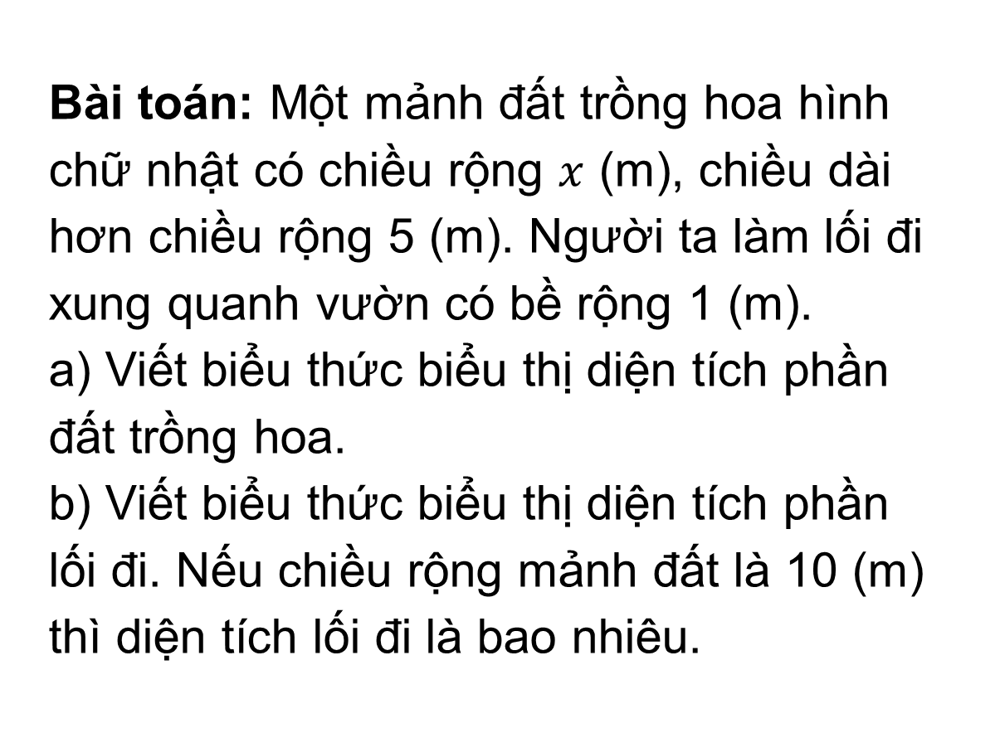 Bài toán: Một mảnh đất trồng hoa hình
chữ nhật có chiều rộng x (m), chiều dài
hơn chiều rộng 5 (m). Người ta làm lối đi
xung quanh vườn có bề rộng 1 (m).
a) Viết biểu thức biểu thị diện tích phần
đất trồng hoa.
b) Viết biểu thức biểu thị diện tích phần
lối đi. Nếu chiều rộng mảnh đất là 10 (m)
thì diện tích lối đi là bao nhiêu.